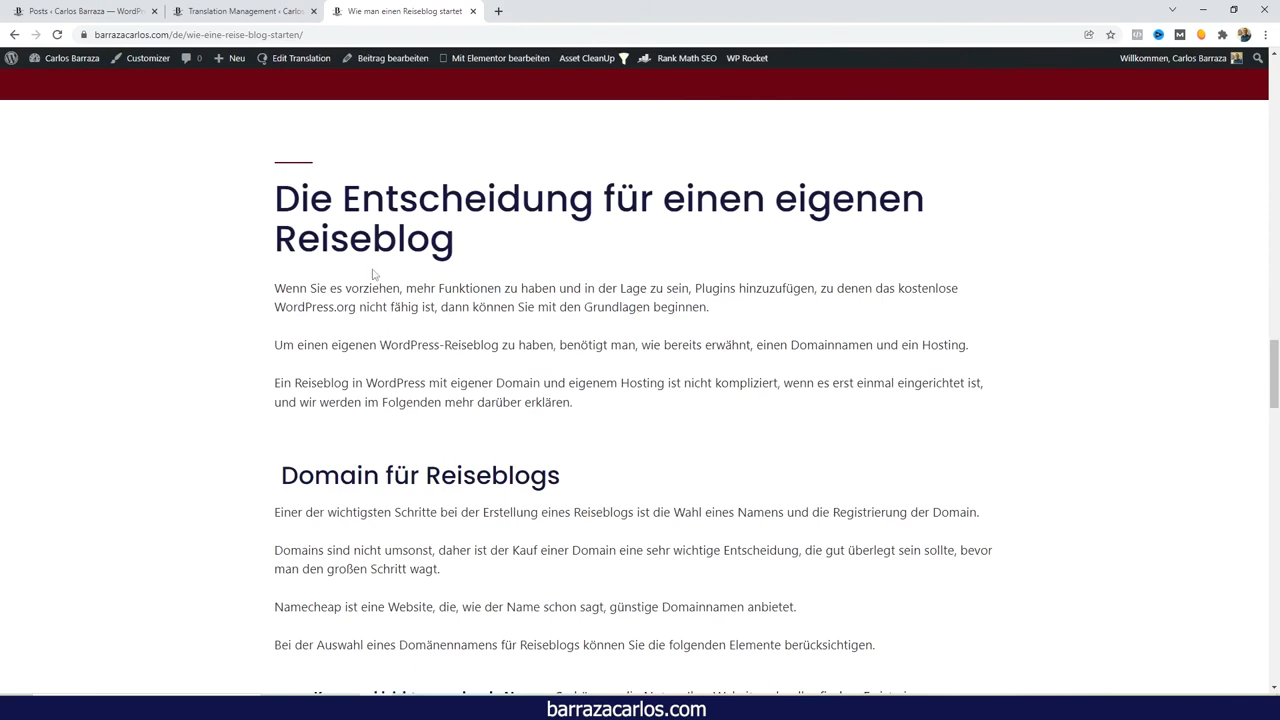 Posts ‹ Carlos Barraza — WordPr
Translation Management ‹ Carlos
Wie man einen Reiseblog startet
barrazacarlos.com/de/wie-eine-reise-blog-starten/
Carlos Barraza
Customizer
0
Neu
Edit Translation
Beitrag bearbeiten
Mit Elementor bearbeiten
Asset CleanUp
Rank Math SEO
WP Rocket
Willkommen, Carlos Barraza
Die Entscheidung für einen eigenen
Reiseblog
Wenn Sie es vorziehen, mehr Funktionen zu haben und in der Lage zu sein, Plugins hinzuzufügen, zu denen das kostenlose
WordPress.org nicht fähig ist, dann können Sie mit den Grundlagen beginnen.
Um einen eigenen WordPress-Reiseblog zu haben, benötigt man, wie bereits erwähnt, einen Domainnamen und ein Hosting.
Ein Reiseblog in WordPress mit eigener Domain und eigenem Hosting ist nicht kompliziert, wenn es erst einmal eingerichtet ist,
und wir werden im Folgenden mehr darüber erklären.
Domain für Reiseblogs
Einer der wichtigsten Schritte bei der Erstellung eines Reiseblogs ist die Wahl eines Namens und die Registrierung der Domain.
Domains sind nicht umsonst, daher ist der Kauf einer Domain eine sehr wichtige Entscheidung, die gut überlegt sein sollte, bevor
man den großen Schritt wagt.
Namecheap ist eine Website, die, wie der Name schon sagt, günstige Domainnamen anbietet.
Bei der Auswahl eines Domänennamens für Reiseblogs können Sie die folgenden Elemente berücksichtigen.
barrazacarlos.com